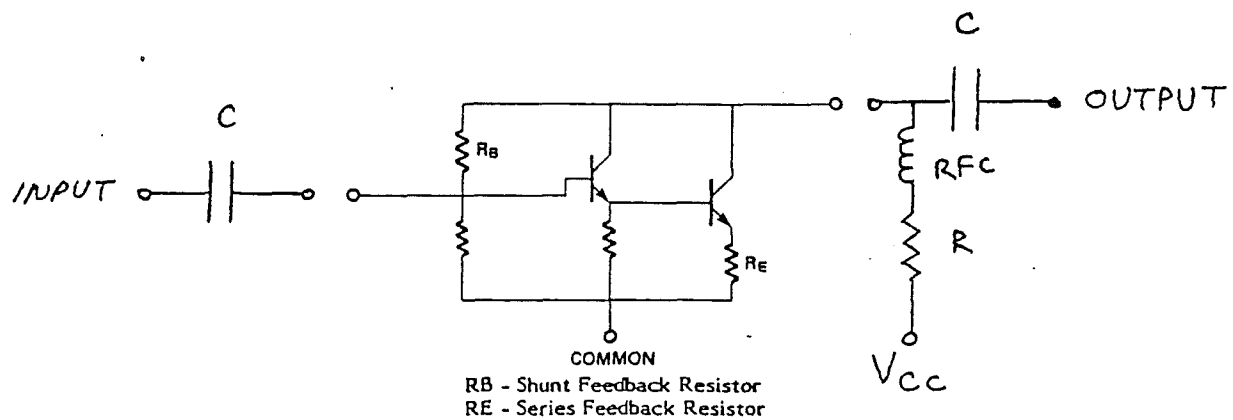 C
C
INPUT
OUTPUT
RB
RFC
R
RE
VCC
COMMON
RB - Shunt Feedback Resistor
RE - Series Feedback Resistor